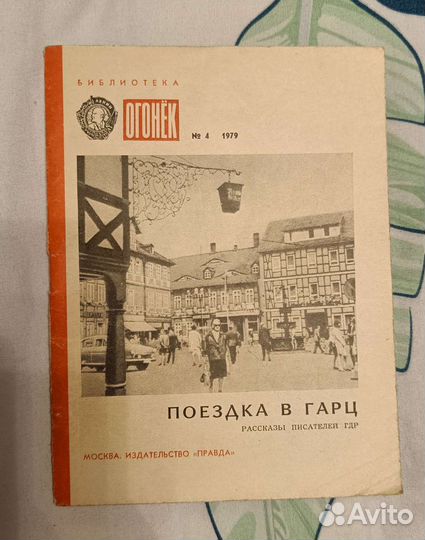 БИБЛИОТЕКА
ОГОНЁК
№ 4 1979
ПОЕЗДКА В ГАРЦ
РАССКАЗЫ ПИСАТЕЛЕЙ ГДР
МОСКВА. ИЗДАТЕЛЬСТВО «ПРАВДА»
Avito